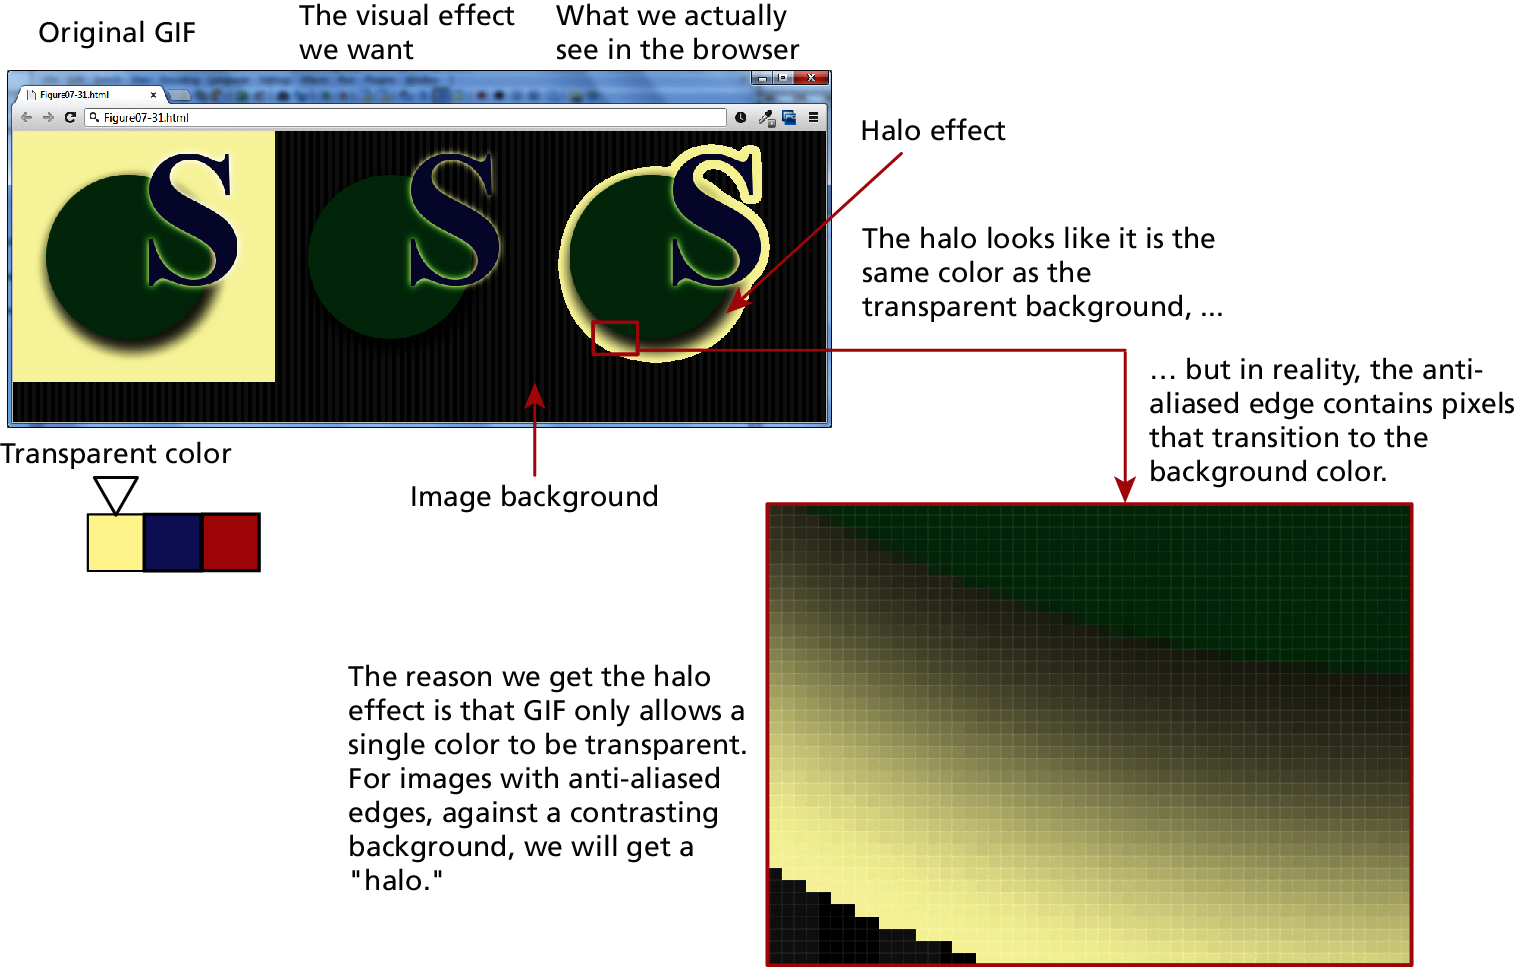 Original GIF
The visual effect
we want
What we actually
see in the browser
Figure07-31.html
Figure07-31.html
S
S
S
Halo effect
The halo looks like it is the
same color as the
transparent background, ...
... but in reality, the anti-
aliased edge contains pixels
that transition to the
background color.
Transparent color
Image background
The reason we get the halo
effect is that GIF only allows a
single color to be transparent.
For images with anti-aliased
edges, against a contrasting
background, we will get a
"halo."